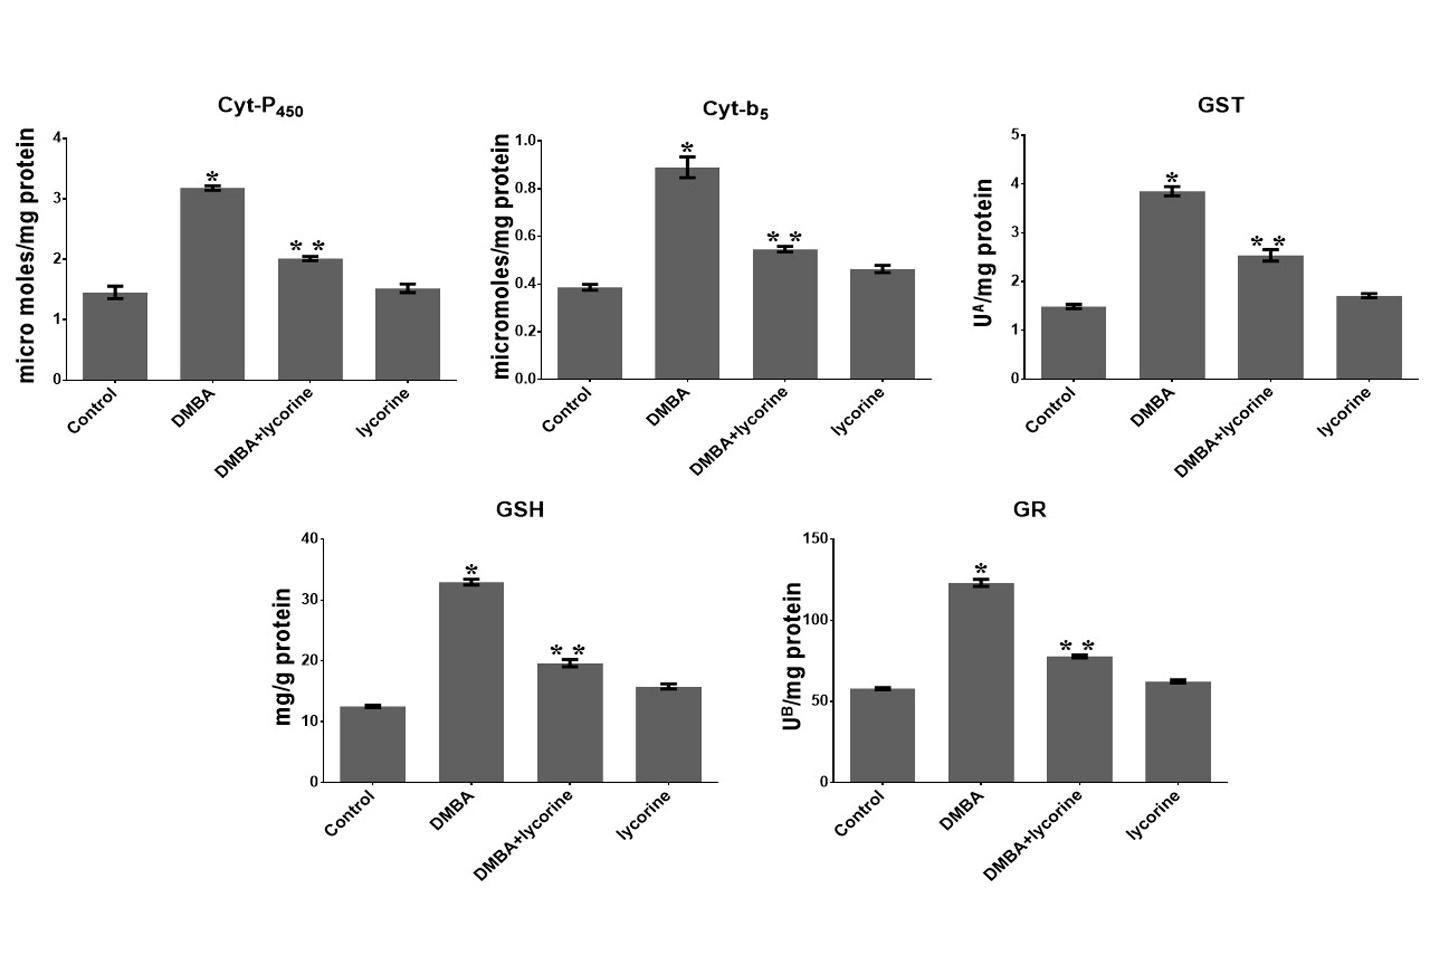 Cyt-P450
micro moles/mg protein
4
3
2
1
0
*
* *
Control
DMBA
DMBA+lycorine
lycorine
Cyt-b5
micromoles/mg protein
1.0
0.8
0.6
0.4
0.2
0.0
*
* *
Control
DMBA
DMBA+lycorine
lycorine
GST
UA/mg protein
5
4
3
2
1
0
*
* *
Control
DMBA
DMBA+lycorine
lycorine
GSH
mg/g protein
40
30
20
10
0
*
* *
Control
DMBA
DMBA+lycorine
lycorine
GR
UB/mg protein
150
100
50
0
*
* *
Control
DMBA
DMBA+lycorine
lycorine